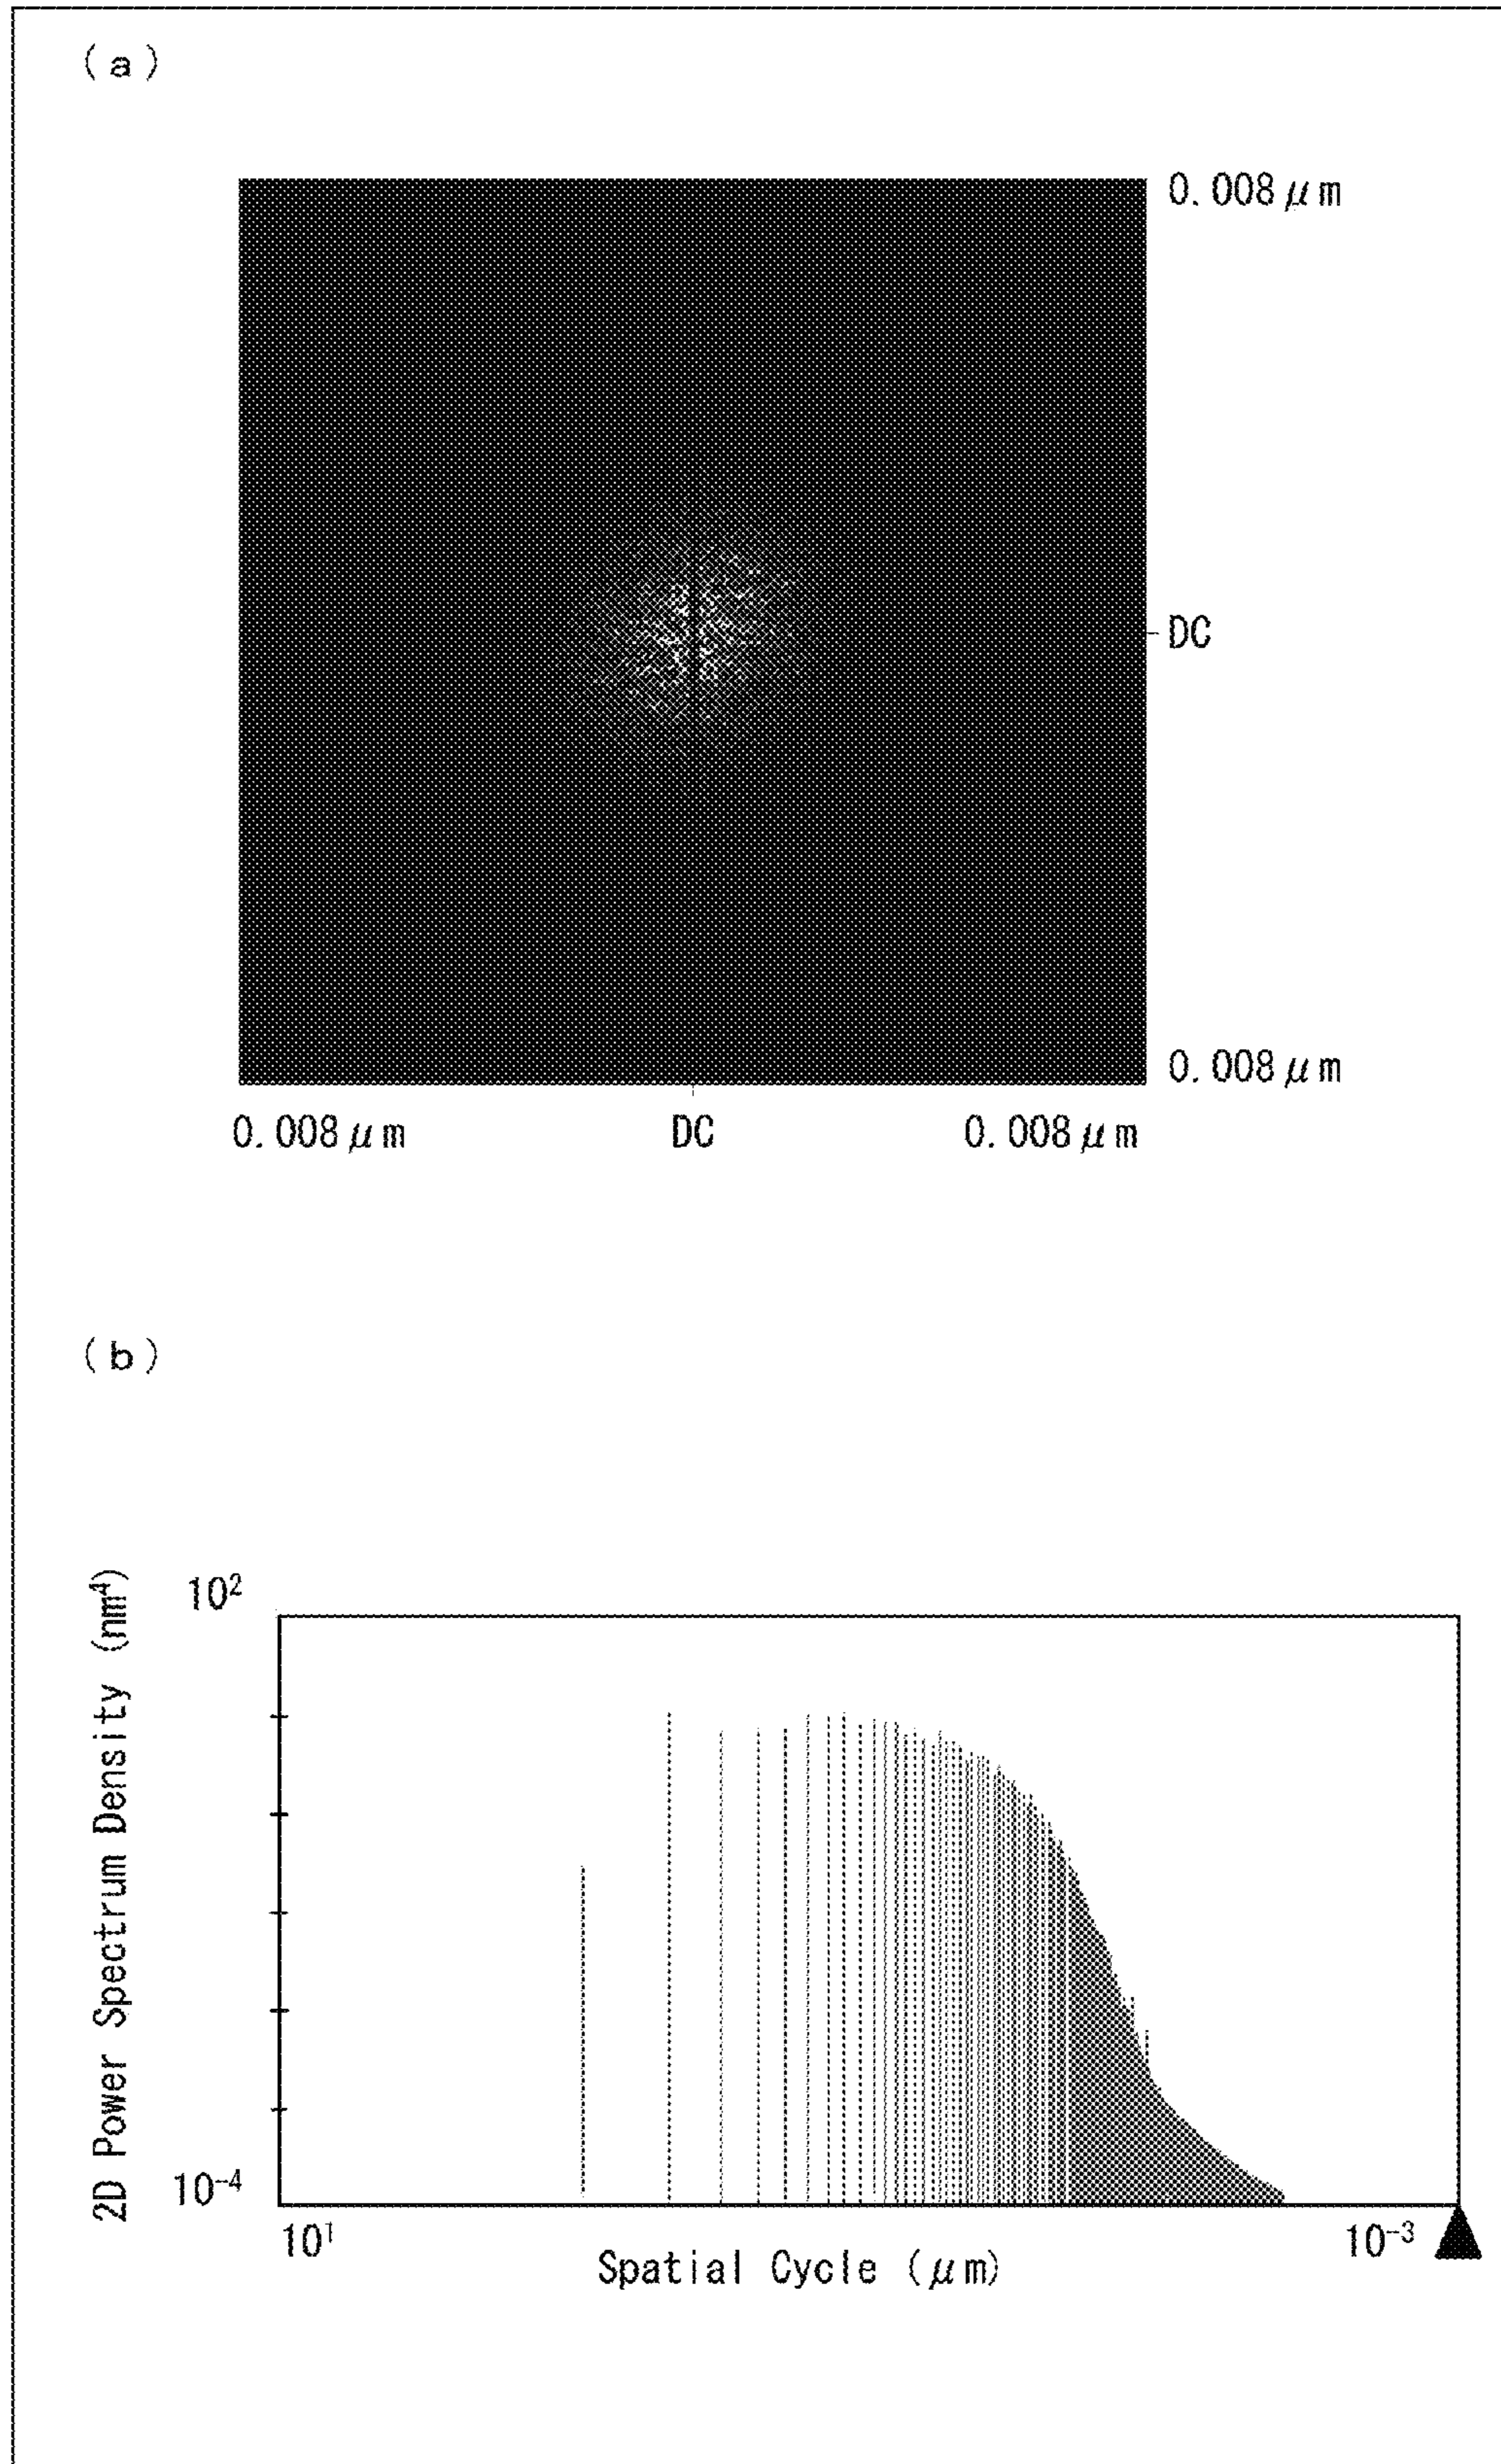 (a)
0.008μm
DC
0.008μm
0.008μm DC 0.008μm
(b)
2D Power Spectrum Density (nm⁴)
10²
10⁻⁴
10¹ 10⁻³
Spatial Cycle (μm)